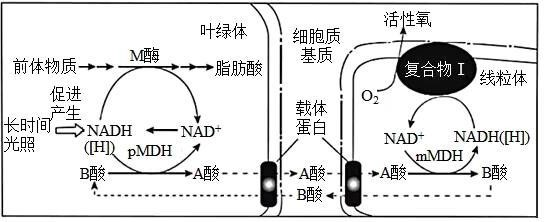 叶绿体
细胞质
基质
活性氧
前体物质
M酶
脂肪酸
复合物Ⅰ
线粒体
O₂
促进
产生
长时间
光照
NADH
([H])
NAD⁺
pMDH
载体
蛋白
NAD⁺
NADH([H])
mMDH
B酸
A酸
A酸
B酸
A酸
B酸